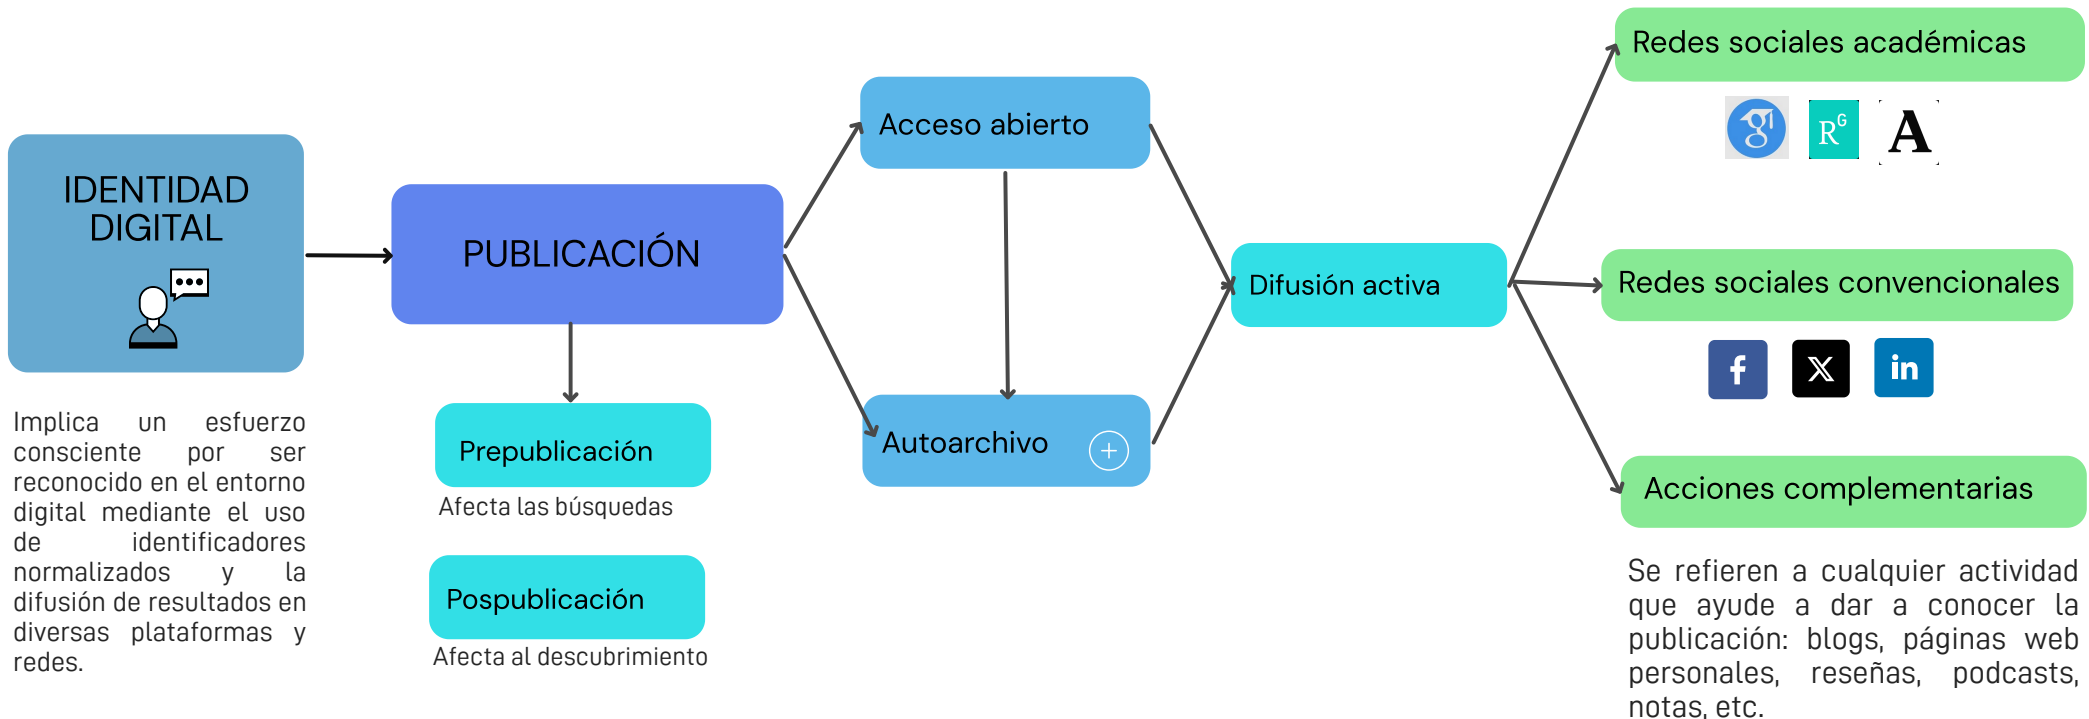 IDENTIDAD
DIGITAL
Implica un esfuerzo
consciente por ser
reconocido en el entorno
digital mediante el uso
de identificadores
normalizados y la
difusión de resultados en
diversas plataformas y
redes.
PUBLICACIÓN
Prepublicación
Afecta las búsquedas
Pospublicación
Afecta al descubrimiento
Acceso abierto
Autoarchivo
Difusión activa
Redes sociales académicas
g
RG
A
Redes sociales convencionales
f
X
in
Acciones complementarias
Se refieren a cualquier actividad
que ayude a dar a conocer la
publicación: blogs, páginas web
personales, reseñas, podcasts,
notas, etc.